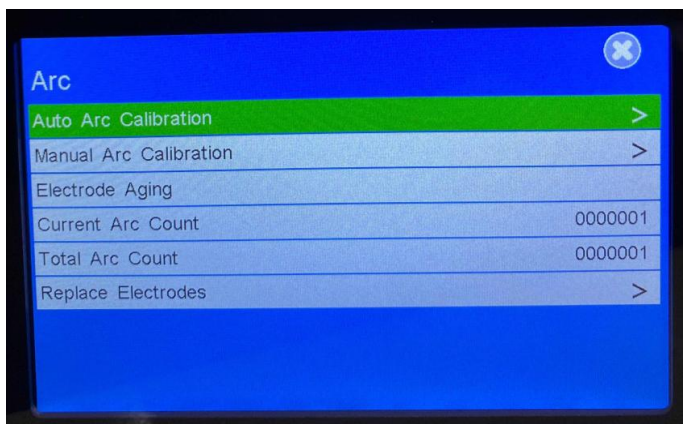 Arc
Auto Arc Calibration >
Manual Arc Calibration >
Electrode Aging
Current Arc Count 0000001
Total Arc Count 0000001
Replace Electrodes >